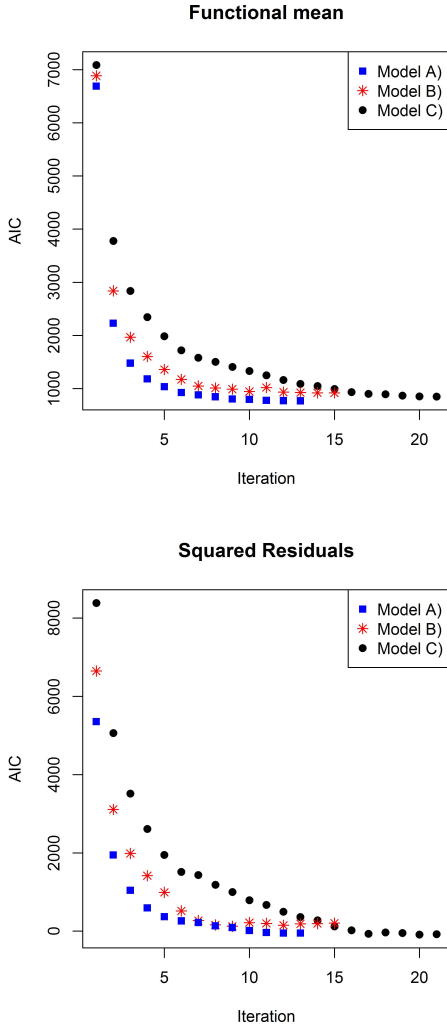 Functional mean
7000
6000
5000
4000
3000
2000
1000
AIC
Model A)
Model B)
Model C)
5 10 15 20
Iteration
Squared Residuals
8000
6000
4000
2000
0
AIC
Model A)
Model B)
Model C)
5 10 15 20
Iteration